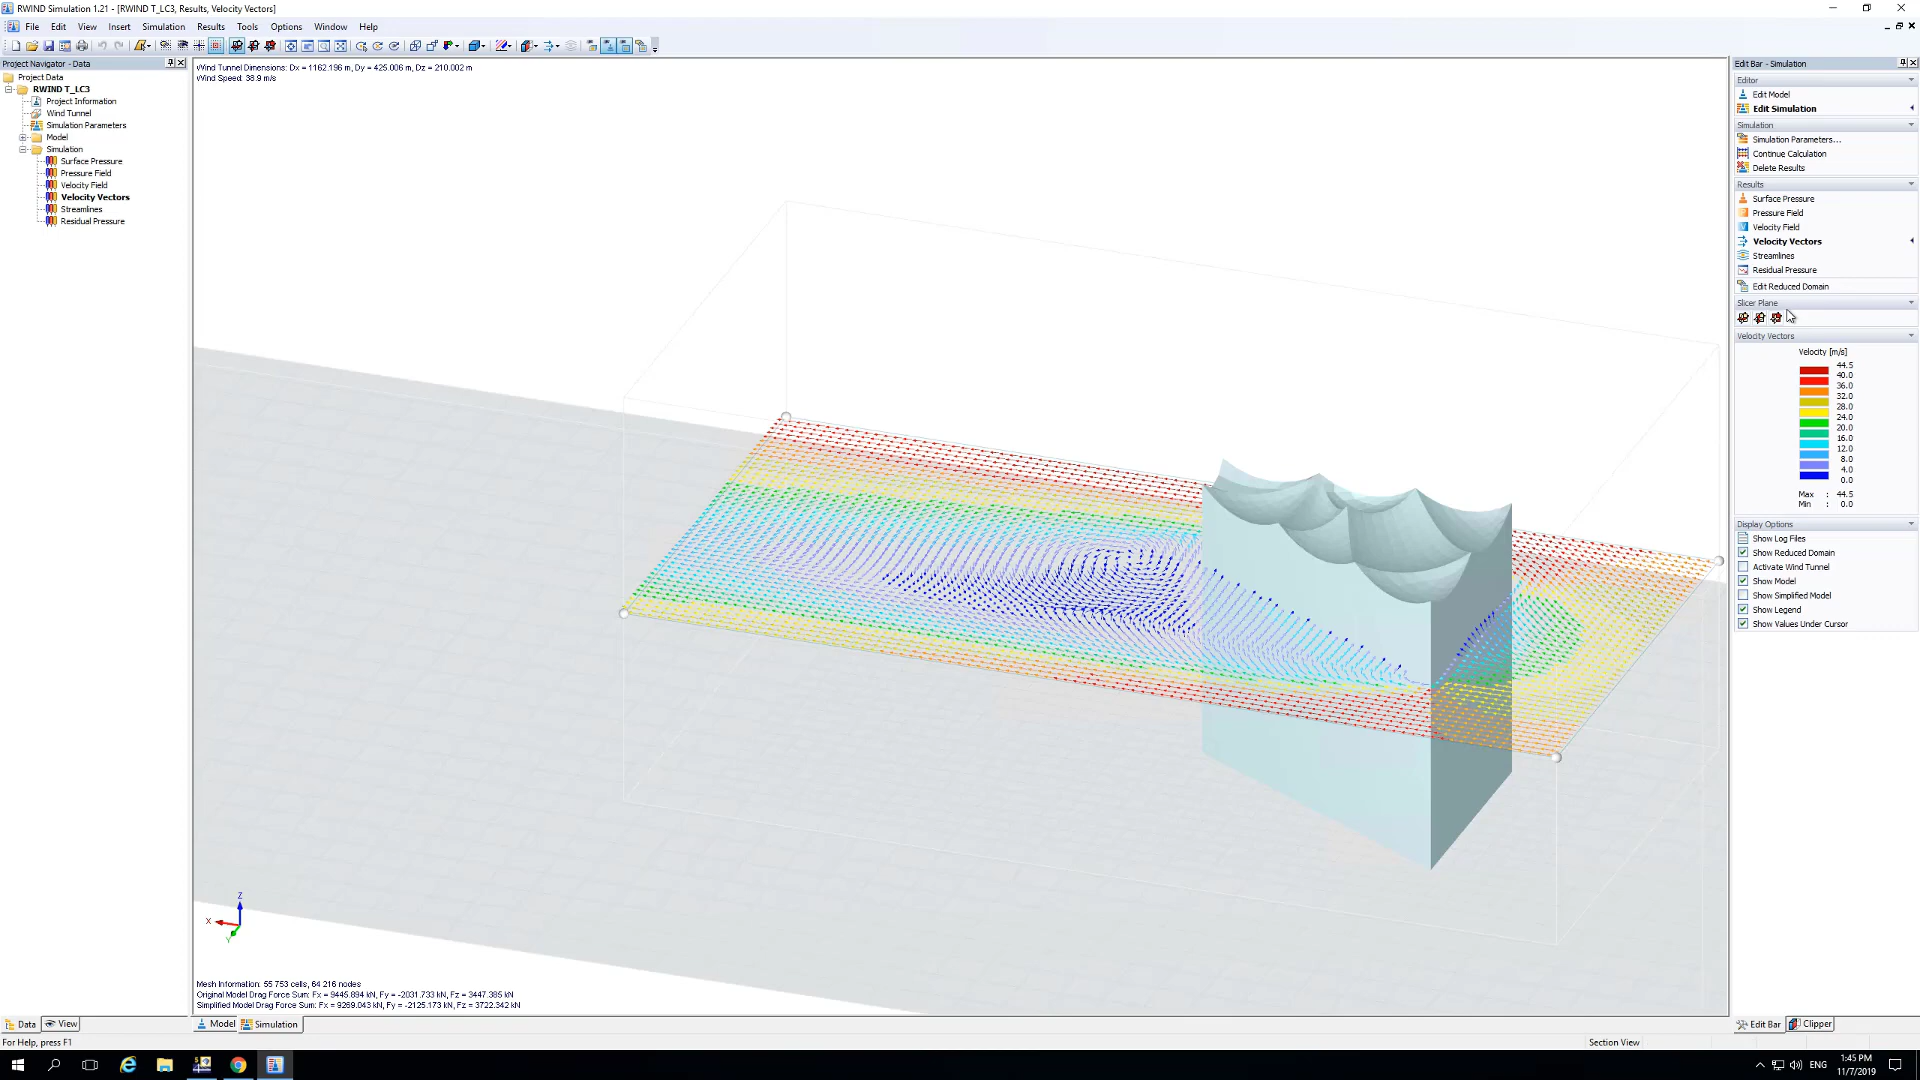 RWIND Simulation 1.21 - [RWIND T_LC3, Results, Velocity Vectors]
File Edit View Insert Simulation Results Tools Options Window Help
Project Navigator - Data
Project Data
RWIND T_LC3
Project Information
Wind Tunnel
Simulation Parameters
Model
Simulation
Surface Pressure
Pressure Field
Velocity Field
Velocity Vectors
Streamlines
Residual Pressure
Wind Tunnel Dimensions: Dx = 1162.196 m, Dy = 425.006 m, Dz = 210.002 m
Wind Speed: 38.9 m/s
Z
X
Y
Mesh Information: 55 753 cells, 64 216 nodes
Original Model Drag Force Sum: Fx = 9445.894 kN, Fy = -2031.733 kN, Fz = 3447.385 kN
Simplified Model Drag Force Sum: Fx = 9269.043 kN, Fy = -2125.173 kN, Fz = 3722.342 kN
Edit Bar - Simulation
Editor
Edit Model
Edit Simulation
Simulation
Simulation Parameters...
Continue Calculation
Delete Results
Results
Surface Pressure
Pressure Field
Velocity Field
Velocity Vectors
Streamlines
Residual Pressure
Edit Reduced Domain
Slicer Plane
Velocity Vectors
Velocity [m/s]
44.5
40.0
36.0
32.0
28.0
24.0
20.0
16.0
12.0
8.0
4.0
0.0
Max : 44.5
Min : 0.0
Display Options
Show Log Files
Show Reduced Domain
Activate Wind Tunnel
Show Model
Show Simplified Model
Show Legend
Show Values Under Cursor
Data View
Model Simulation
Edit Bar Clipper
For Help, press F1
Section View
ENG
1:45 PM
11/7/2019